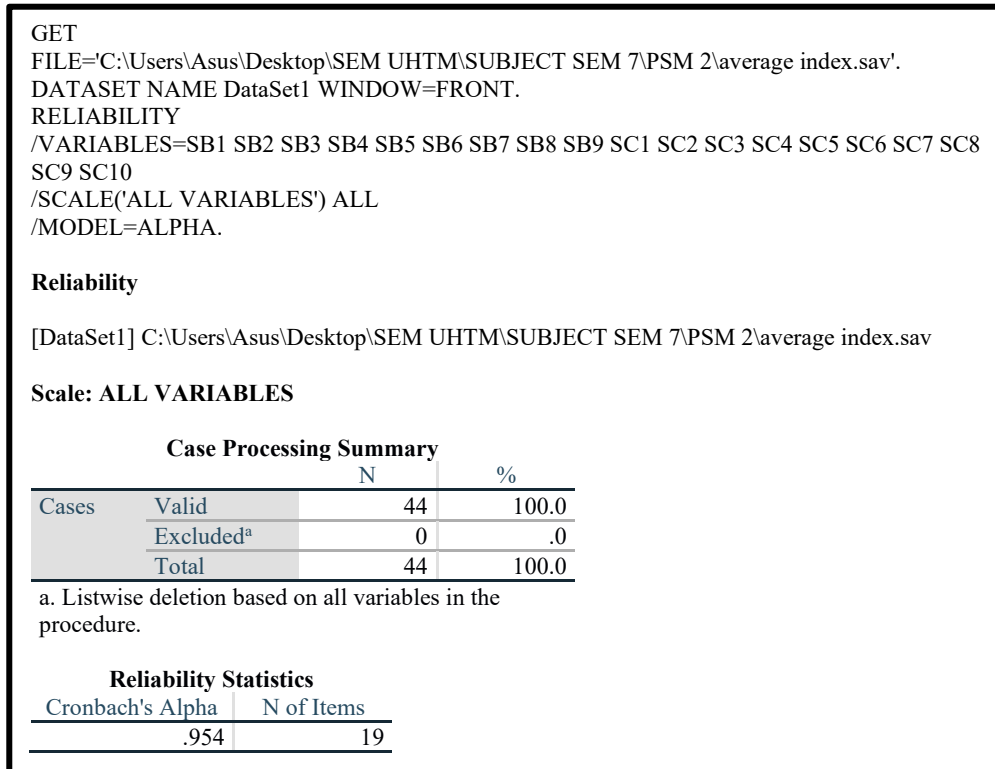 GET
FILE='C:\Users\Asus\Desktop\SEM UHTM\SUBJECT SEM 7\PSM 2\average index.sav'.
DATASET NAME DataSet1 WINDOW=FRONT.
RELIABILITY
/VARIABLES=SB1 SB2 SB3 SB4 SB5 SB6 SB7 SB8 SB9 SC1 SC2 SC3 SC4 SC5 SC6 SC7 SC8
SC9 SC10
/SCALE('ALL VARIABLES') ALL
/MODEL=ALPHA.
Reliability
[DataSet1] C:\Users\Asus\Desktop\SEM UHTM\SUBJECT SEM 7\PSM 2\average index.sav
Scale: ALL VARIABLES
Case Processing Summary
N %
Cases Valid 44 100.0
Excludedᵃ 0 .0
Total 44 100.0
a. Listwise deletion based on all variables in the
procedure.
Reliability Statistics
Cronbach's Alpha N of Items
.954 19